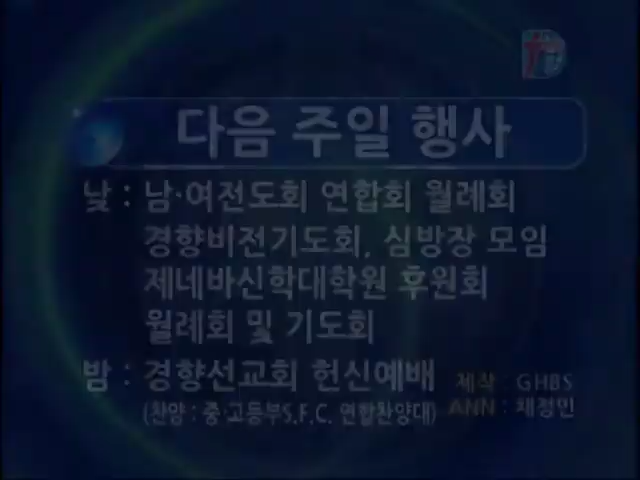 다음 주일 행사
낮 : 남·여전도회 연합회 월례회
경향비전기도회, 심방장 모임
제네바신학대학원 후원회
월례회 및 기도회
밤 : 경향선교회 헌신예배
(찬양 : 중·고등부S.F.C. 연합찬양대)
제작 : GHBS
ANN : 채정민